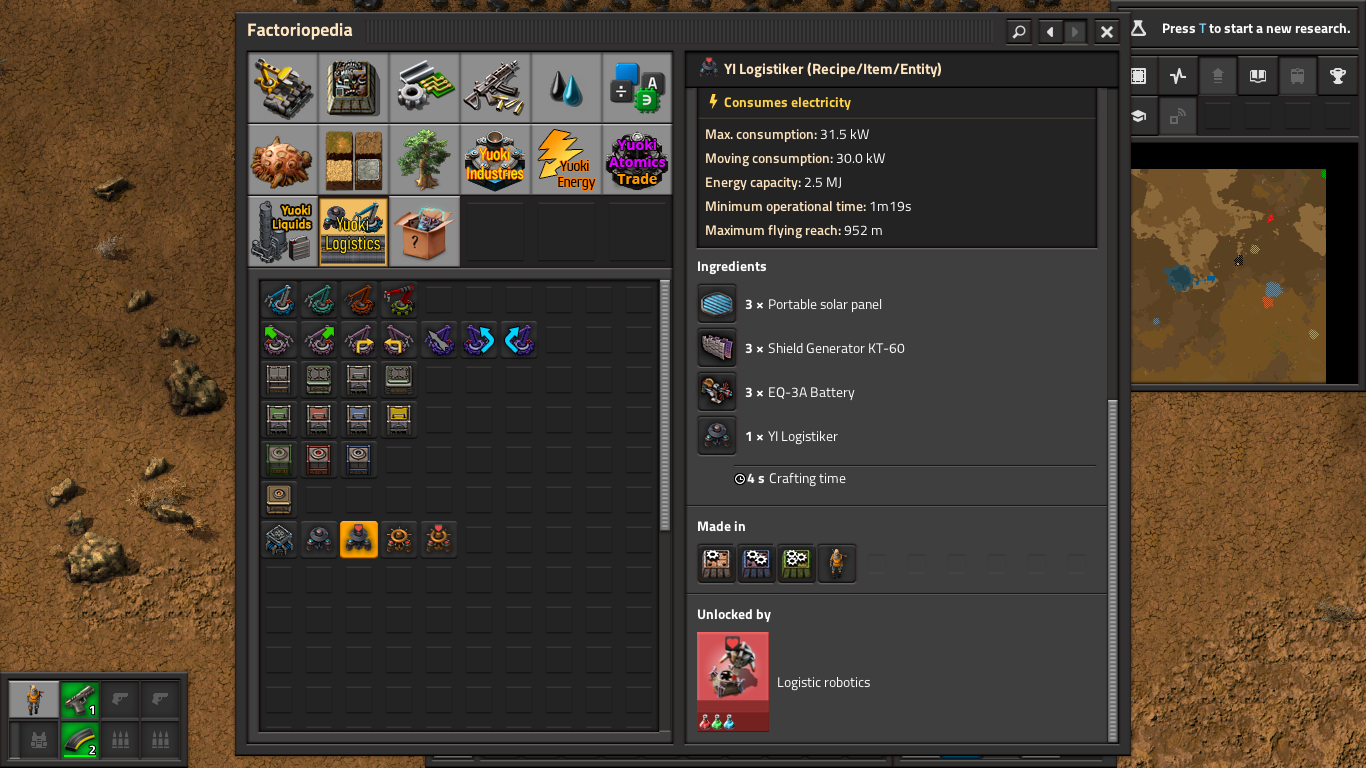 Factoriopedia
Press T to start a new research.
A
Yuoki
Industries
Yuoki
Energy
Yuoki
Atomics
Trade
Yuoki
Liquids
Yuoki
Logistics
?
YI Logistiker (Recipe/Item/Entity)
Consumes electricity
Max. consumption: 31.5 kW
Moving consumption: 30.0 kW
Energy capacity: 2.5 MJ
Minimum operational time: 1m19s
Maximum flying reach: 952 m
Ingredients
3 × Portable solar panel
3 × Shield Generator KT-60
3 × EQ-3A Battery
1 × YI Logistiker
4 s Crafting time
Made in
Unlocked by
Logistic robotics
1
2